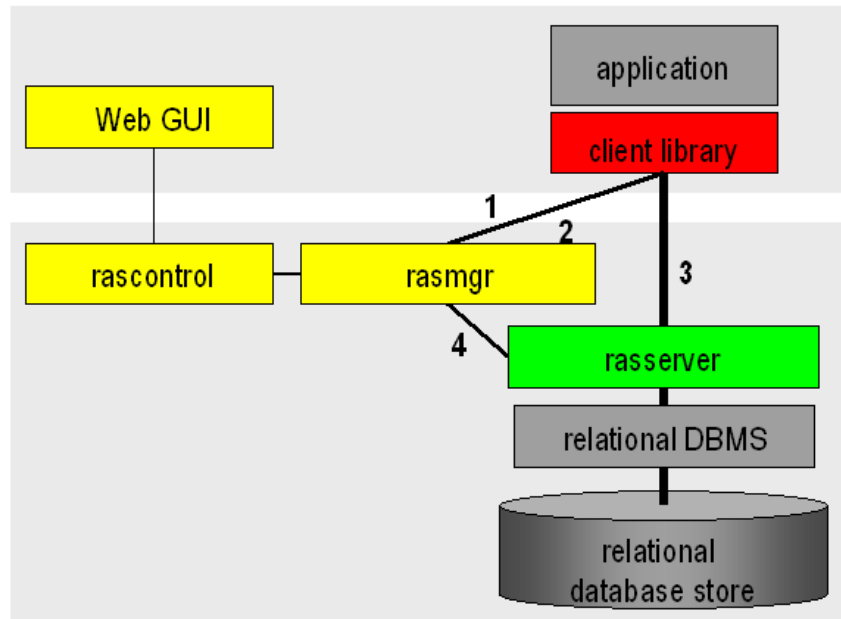 application
Web GUI
client library
1
2
rascontrol
rasmgr
3
4
rasserver
relational DBMS
relational
database store